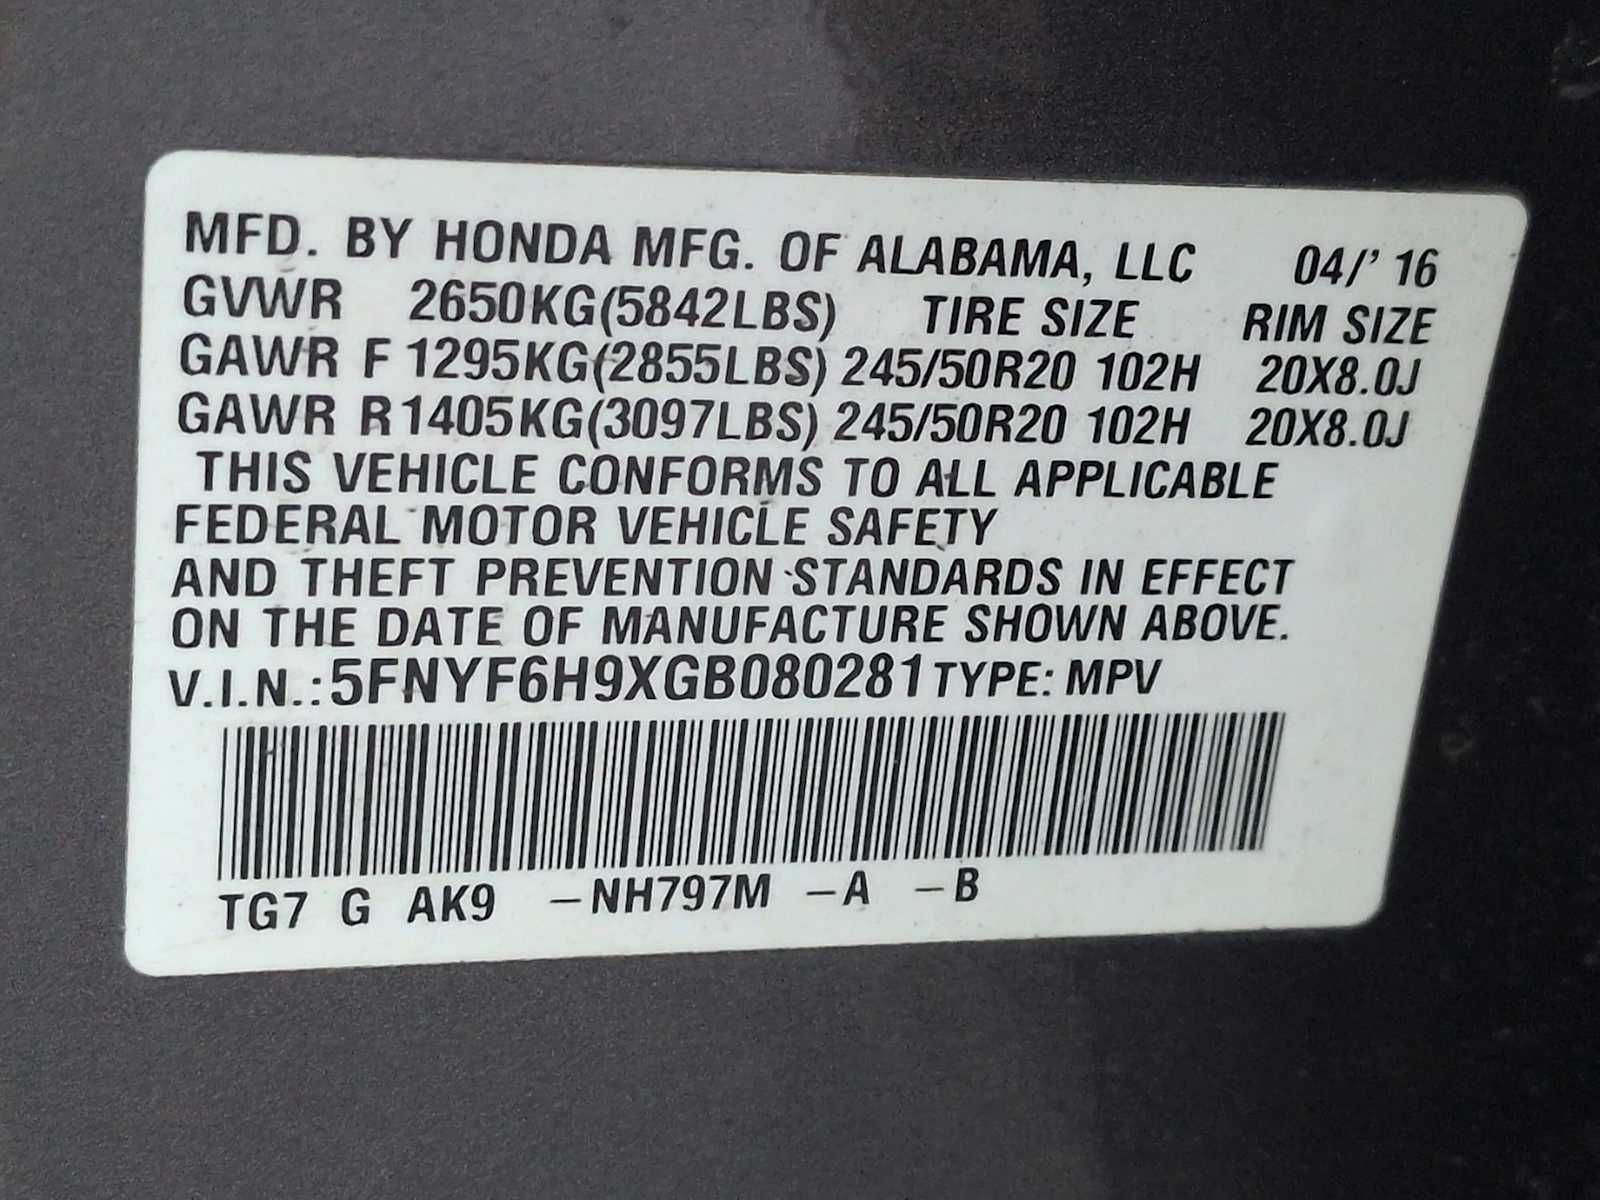 MFD. BY HONDA MFG. OF ALABAMA, LLC 04/' 16
GVWR 2650KG(5842LBS) TIRE SIZE RIM SIZE
GAWR F 1295KG(2855LBS) 245/50R20 102H 20X8.0J
GAWR R 1405KG(3097LBS) 245/50R20 102H 20X8.0J
THIS VEHICLE CONFORMS TO ALL APPLICABLE
FEDERAL MOTOR VEHICLE SAFETY
AND THEFT PREVENTION STANDARDS IN EFFECT
ON THE DATE OF MANUFACTURE SHOWN ABOVE.
V.I.N.: 5FNYF6H9XGB080281 TYPE: MPV
TG7 G AK9 –NH797M –A –B